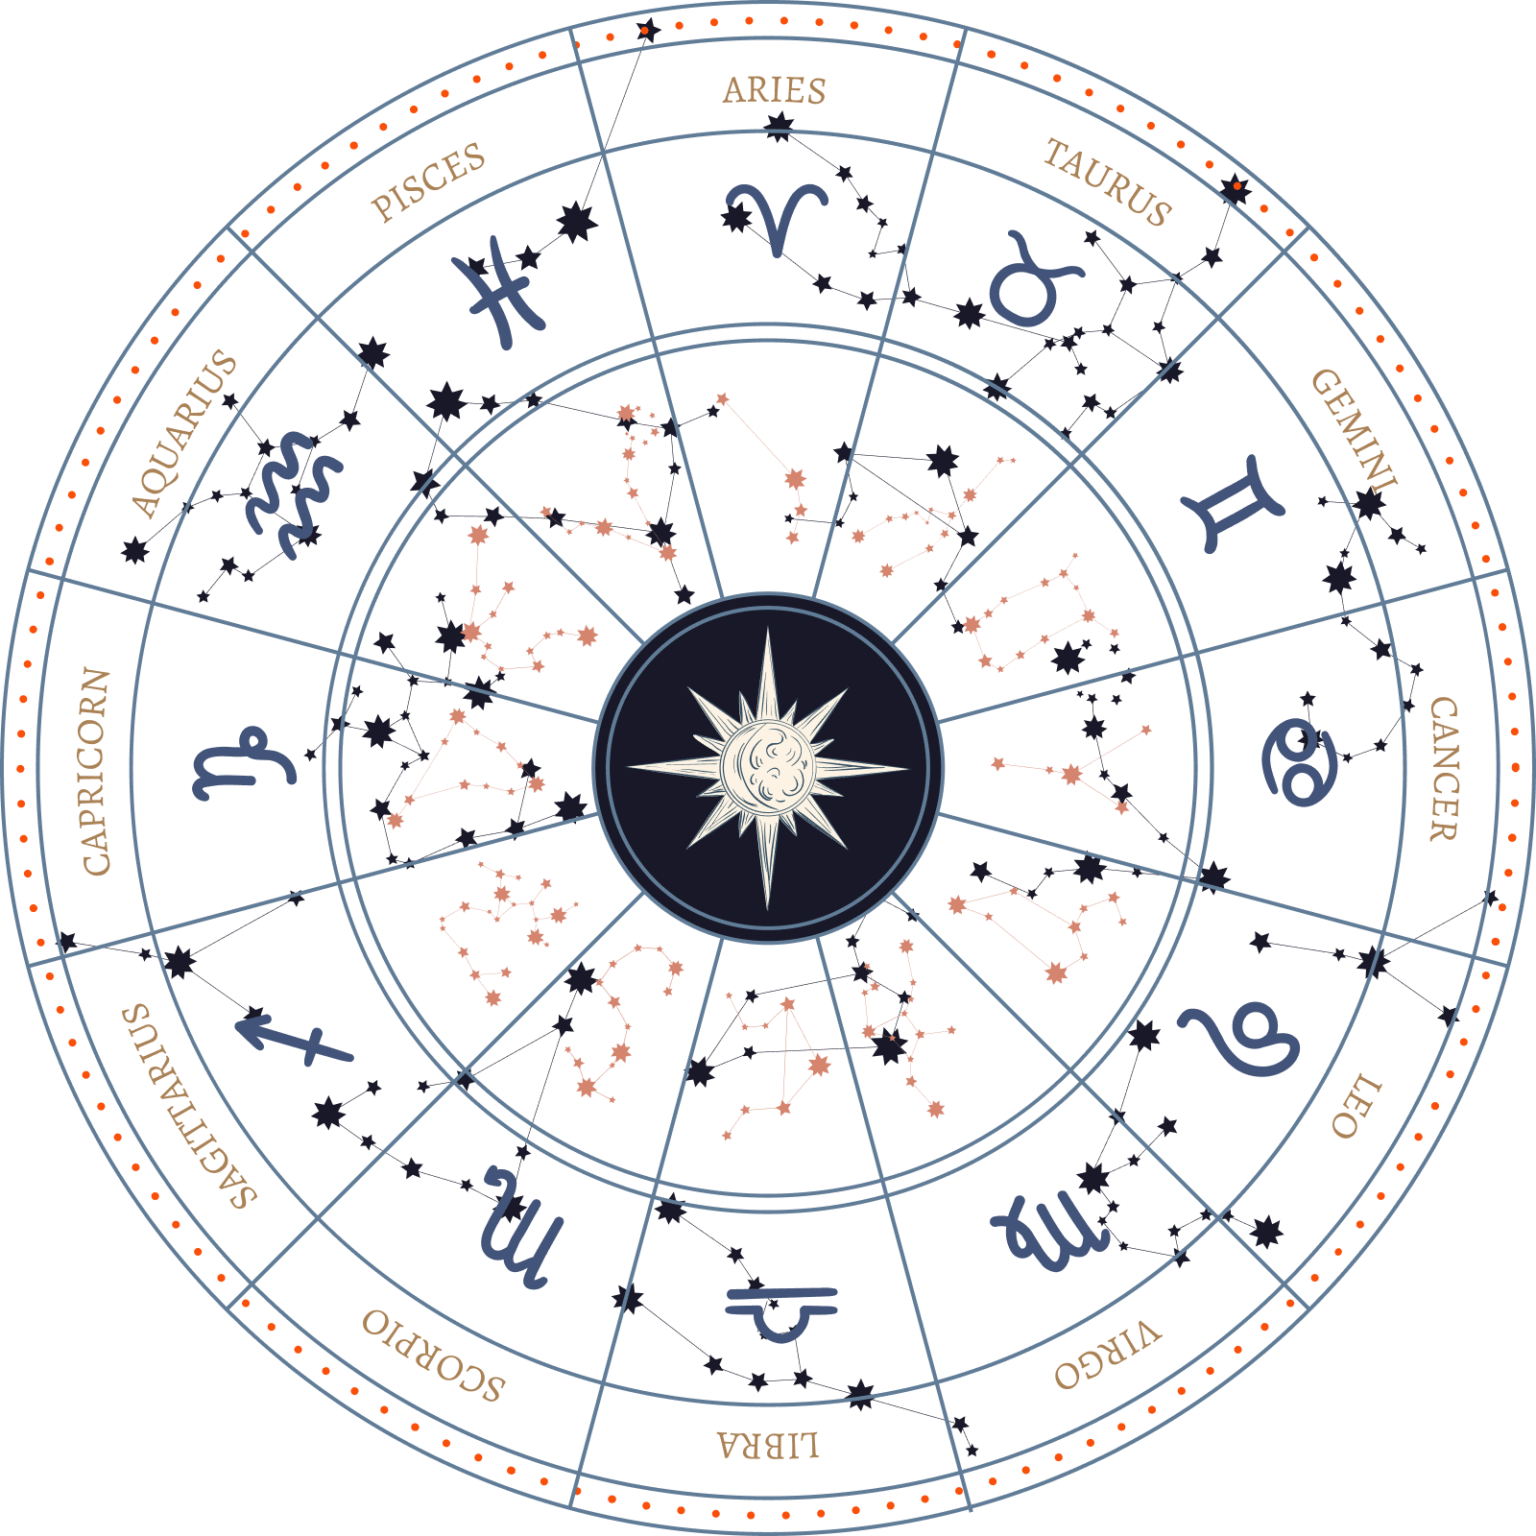 ARIES
TAURUS
GEMINI
CANCER
LEO
VIRGO
LIBRA
SCORPIO
SAGITTARIUS
CAPRICORN
AQUARIUS
PISCES